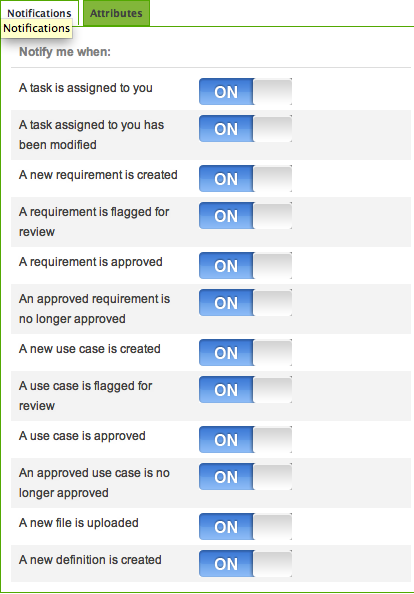 Notifications Attributes
Notifications
Notify me when:
A task is assigned to you ON
A task assigned to you has ON
been modified
A new requirement is created ON
A requirement is flagged for ON
review
A requirement is approved ON
An approved requirement is ON
no longer approved
A new use case is created ON
A use case is flagged for ON
review
A use case is approved ON
An approved use case is no ON
longer approved
A new file is uploaded ON
A new definition is created ON